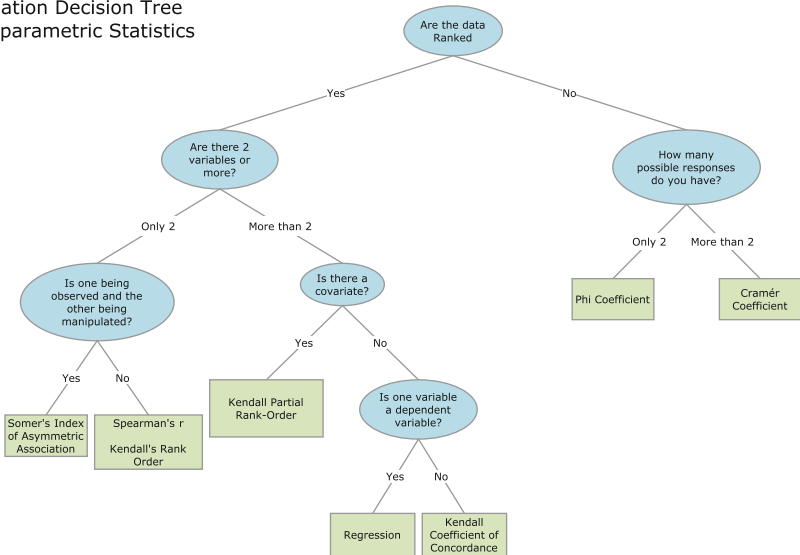 ation Decision Tree
parametric Statistics
Are the data
Ranked
Yes
No
Are there 2
variables or
more?
How many
possible responses
do you have?
Only 2
More than 2
Only 2
More than 2
Is one being
observed and the
other being
manipulated?
Is there a
covariate?
Phi Coefficient
Cramér
Coefficient
Yes
No
Yes
No
Kendall Partial
Rank-Order
Is one variable
a dependent
variable?
Somer's Index
of Asymmetric
Association
Spearman's r
Kendall's Rank
Order
Yes
No
Regression
Kendall
Coefficient of
Concordance